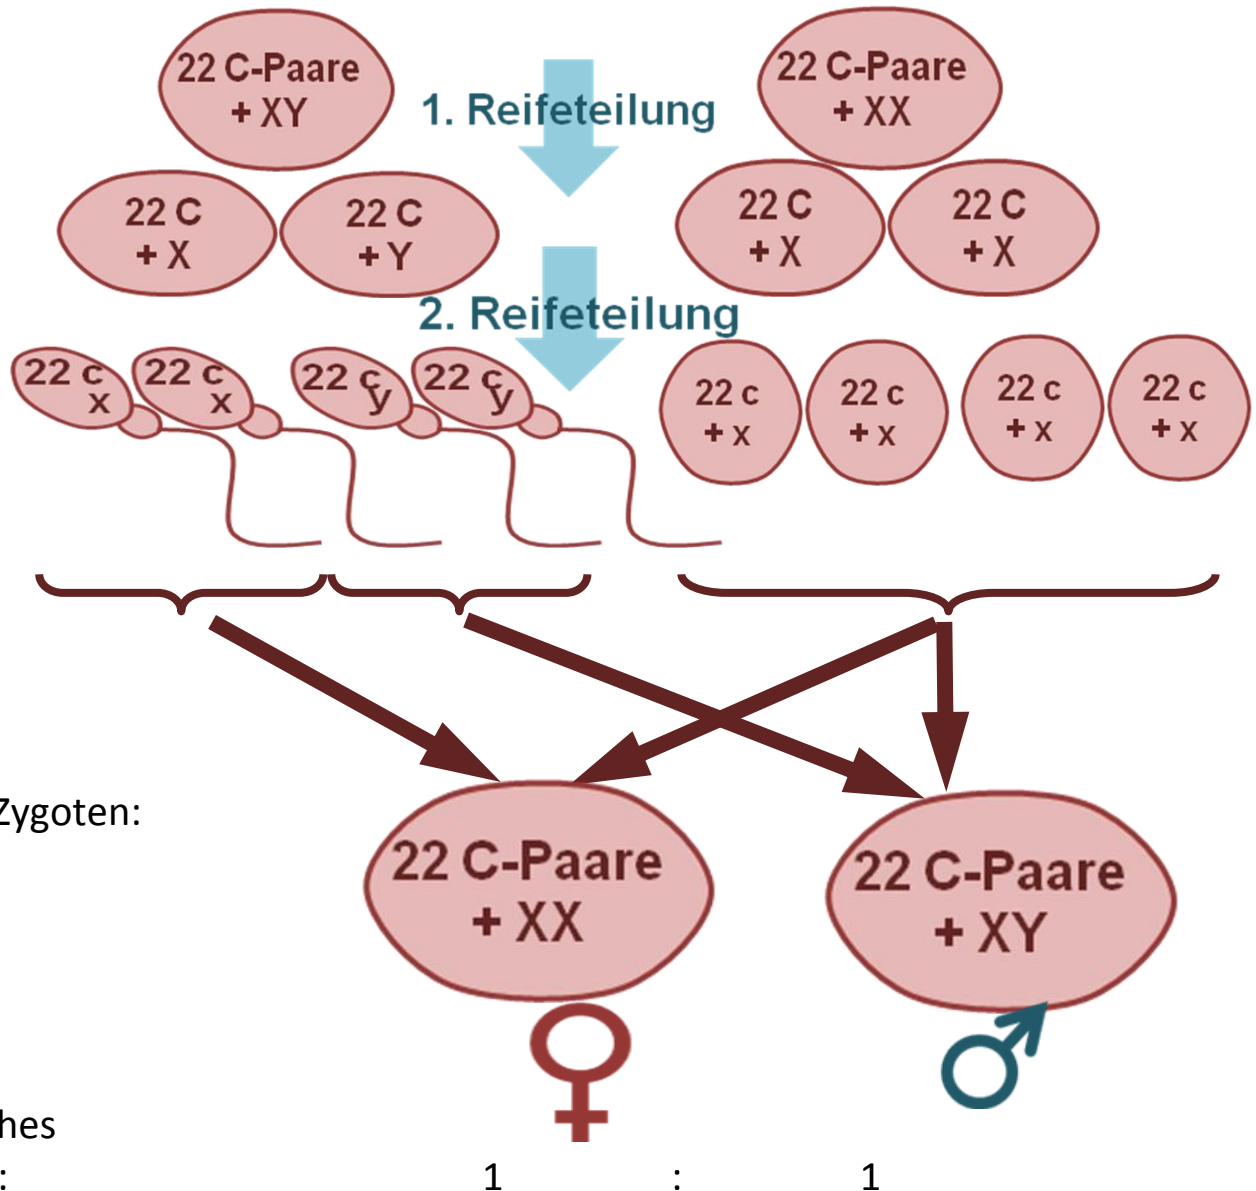 22 C-Paare
+ XY
1. Reifeteilung
22 C-Paare
+ XX
22 C
+ X
22 C
+ Y
22 C
+ X
22 C
+ X
2. Reifeteilung
22 c
x
22 c
x
22 c
y
22 c
y
22 c
+ x
22 c
+ x
22 c
+ x
22 c
+ x
Zygoten:
22 C-Paare
+ XX
22 C-Paare
+ XY
hes
: 1 : 1